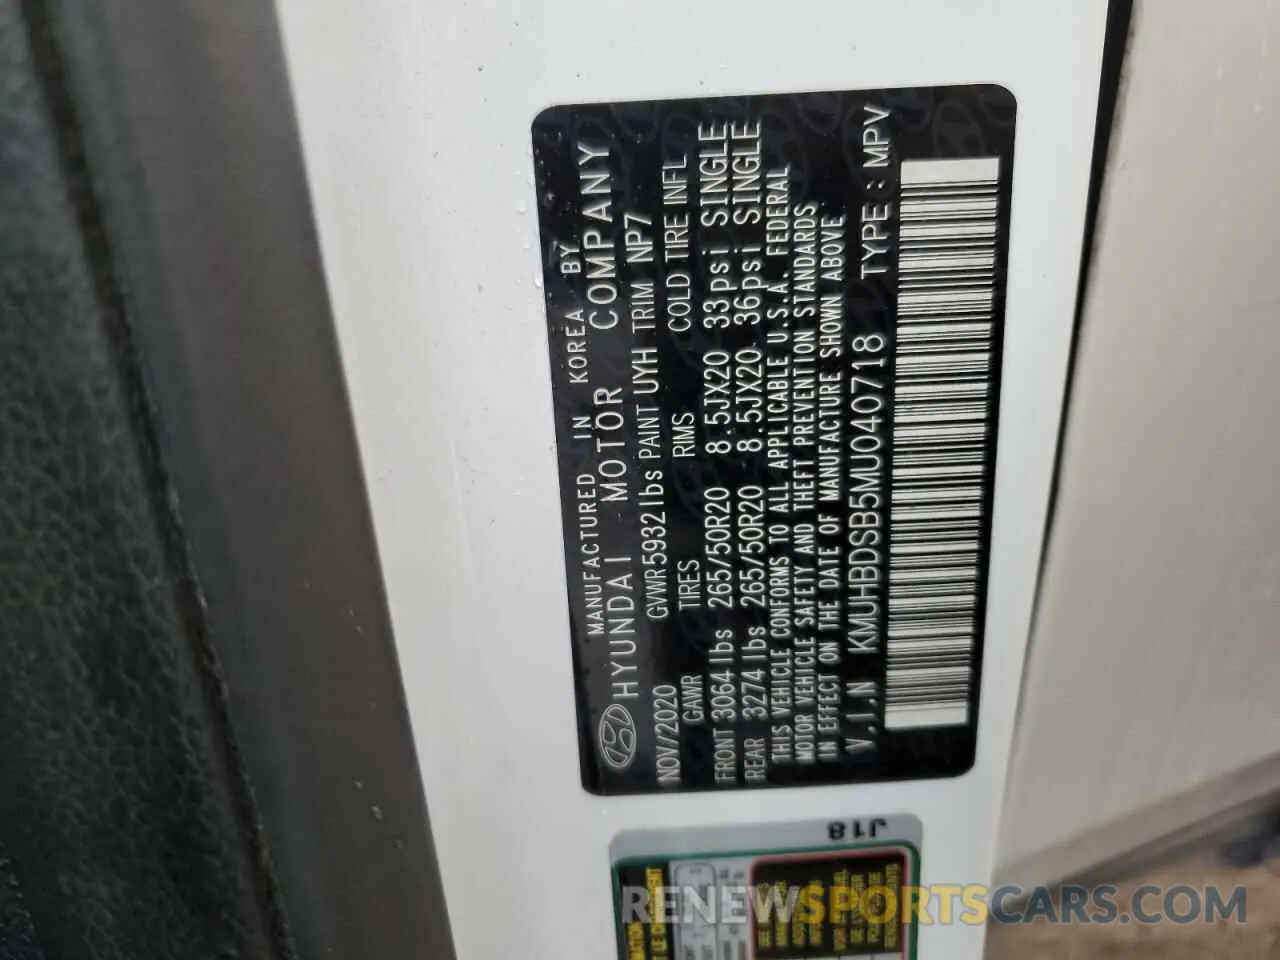 MANUFACTURED IN KOREA BY
HYUNDAI MOTOR COMPANY
NOV/2020 GVWR 5932 lbs PAINT UYH TRIM NP7
GAWR TIRES RIMS COLD TIRE INFL
FRONT 3064 lbs 265/50R20 8.5JX20 33psi SINGLE
REAR 3274 lbs 265/50R20 8.5JX20 36psi SINGLE
THIS VEHICLE CONFORMS TO ALL APPLICABLE U.S.A. FEDERAL
MOTOR VEHICLE SAFETY AND THEFT PREVENTION STANDARDS
IN EFFECT ON THE DATE OF MANUFACTURE SHOWN ABOVE.
V.I.N KMUHBDSB5MU040718 TYPE: MPV
J18
RENEWSPORTSCARS.COM